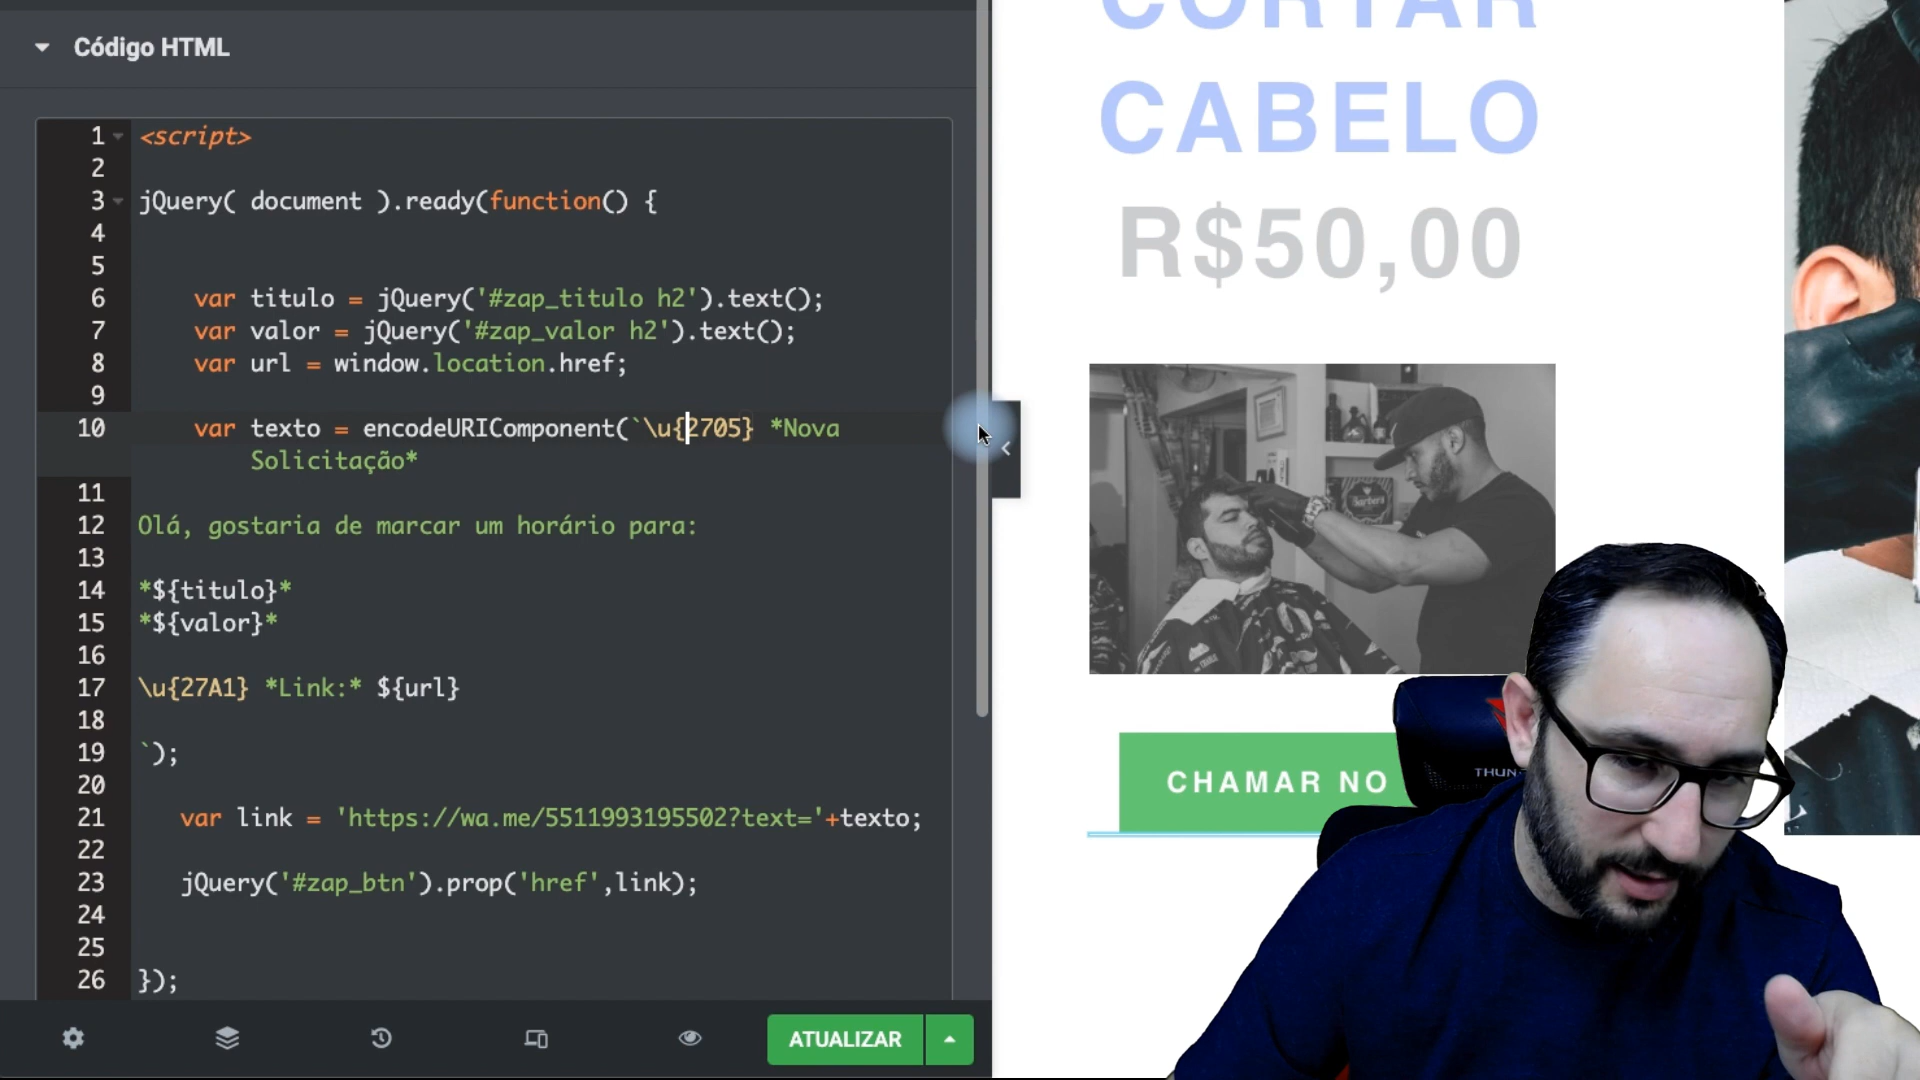 Código HTML
1 <script>
2
3 jQuery( document ).ready(function() {
4
5
6 var titulo = jQuery('#zap_titulo h2').text();
7 var valor = jQuery('#zap_valor h2').text();
8 var url = window.location.href;
9
10 var texto = encodeURIComponent(`\u{2705} *Nova
Solicitação*
11
12 Olá, gostaria de marcar um horário para:
13
14 *${titulo}*
15 *${valor}*
16
17 \u{27A1} *Link:* ${url}
18
19 `);
20
21 var link = 'https://wa.me/5511993195502?text='+texto;
22
23 jQuery('#zap_btn').prop('href',link);
24
25
26 });
ATUALIZAR
CORTAR
CABELO
R$50,00
CHAMAR NO